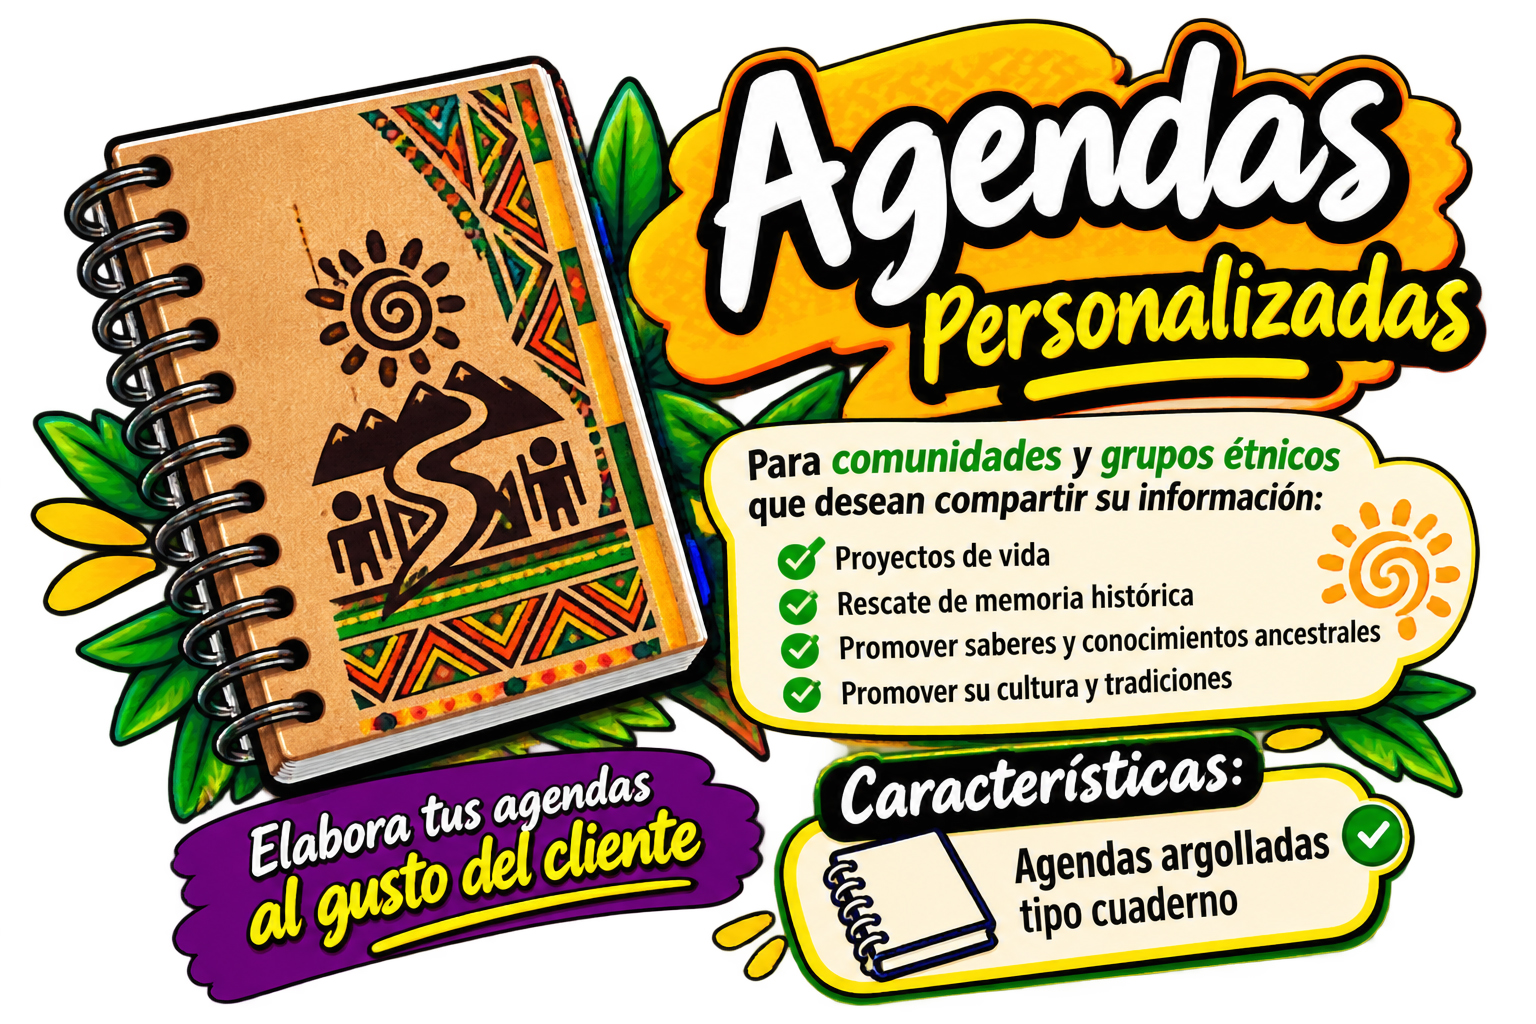 Agendas
Personalizadas
Para comunidades y grupos étnicos
que desean compartir su información:
Proyectos de vida
Rescate de memoria histórica
Promover saberes y conocimientos ancestrales
Promover su cultura y tradiciones
Elabora tus agendas
al gusto del cliente
Características:
Agendas argolladas
tipo cuaderno